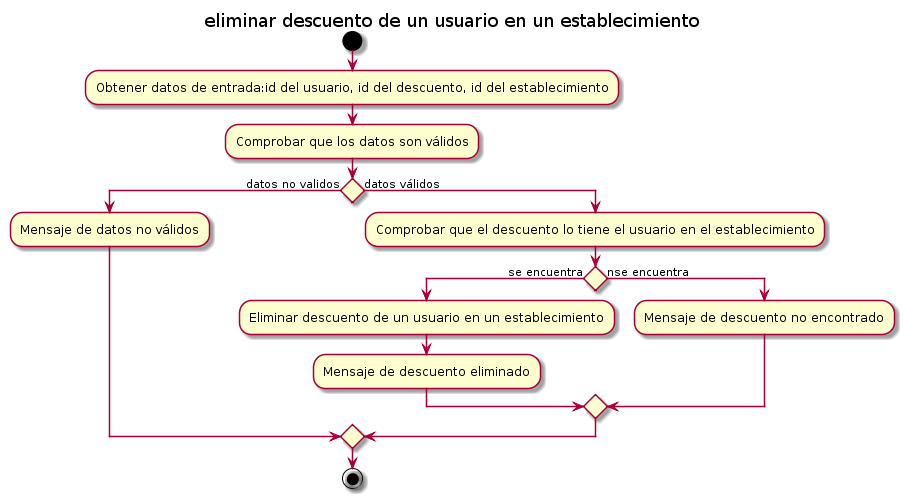 eliminar descuento de un usuario en un establecimiento
Obtener datos de entrada:id del usuario, id del descuento, id del establecimiento
Comprobar que los datos son válidos
datos no validos
datos válidos
Mensaje de datos no válidos
Comprobar que el descuento lo tiene el usuario en el establecimiento
se encuentra
nse encuentra
Eliminar descuento de un usuario en un establecimiento
Mensaje de descuento no encontrado
Mensaje de descuento eliminado